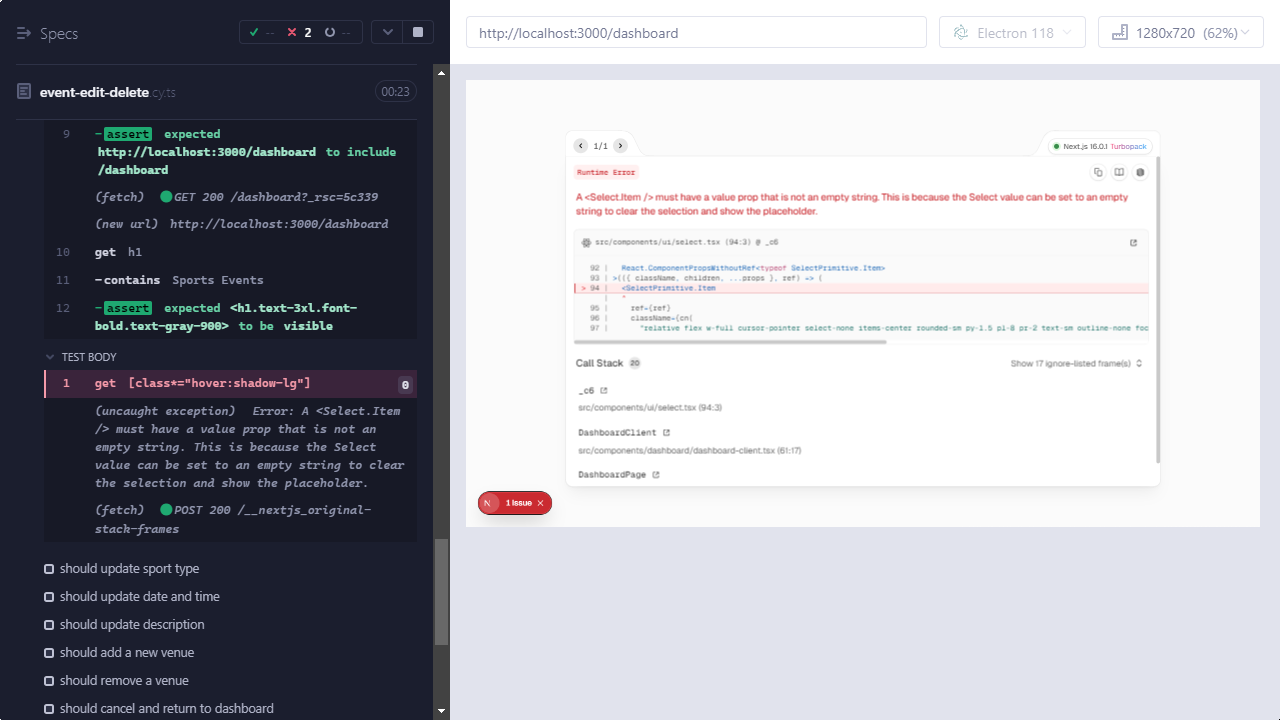 Specs
-- 2 --
event-edit-delete.cy.ts
00:23
9 -assert expected
http://localhost:3000/dashboard to include
/dashboard
(fetch) GET 200 /dashboard?_rsc=5c339
(new url) http://localhost:3000/dashboard
10 get h1
11 -contains Sports Events
12 -assert expected <h1.text-3xl.font-
bold.text-gray-900> to be visible
TEST BODY
1 get [class*="hover:shadow-lg"] 0
(uncaught exception) Error: A <Select.Item
/> must have a value prop that is not an
empty string. This is because the Select
value can be set to an empty string to clear
the selection and show the placeholder.
(fetch) POST 200 /__nextjs_original-
stack-frames
should update sport type
should update date and time
should update description
should add a new venue
should remove a venue
should cancel and return to dashboard
http://localhost:3000/dashboard
Electron 118
1280x720 (62%)
1/1
Next.js 16.0.1 Turbopack
Runtime Error
A <Select.Item /> must have a value prop that is not an empty string. This is because the Select value can be set to an empty
string to clear the selection and show the placeholder.
src/components/ui/select.tsx (94:3) @ _c6
92 | React.ComponentPropsWithoutRef<typeof SelectPrimitive.Item>
93 | >(({ className, children, ...props }, ref) => (
> 94 | <SelectPrimitive.Item
| ^
95 | ref={ref}
96 | className={cn(
97 | "relative flex w-full cursor-pointer select-none items-center rounded-sm py-1.5 pl-8 pr-2 text-sm outline-none foc
Call Stack 20
Show 17 ignore-listed frame(s)
_c6
src/components/ui/select.tsx (94:3)
DashboardClient
src/components/dashboard/dashboard-client.tsx (61:17)
DashboardPage
N 1 Issue